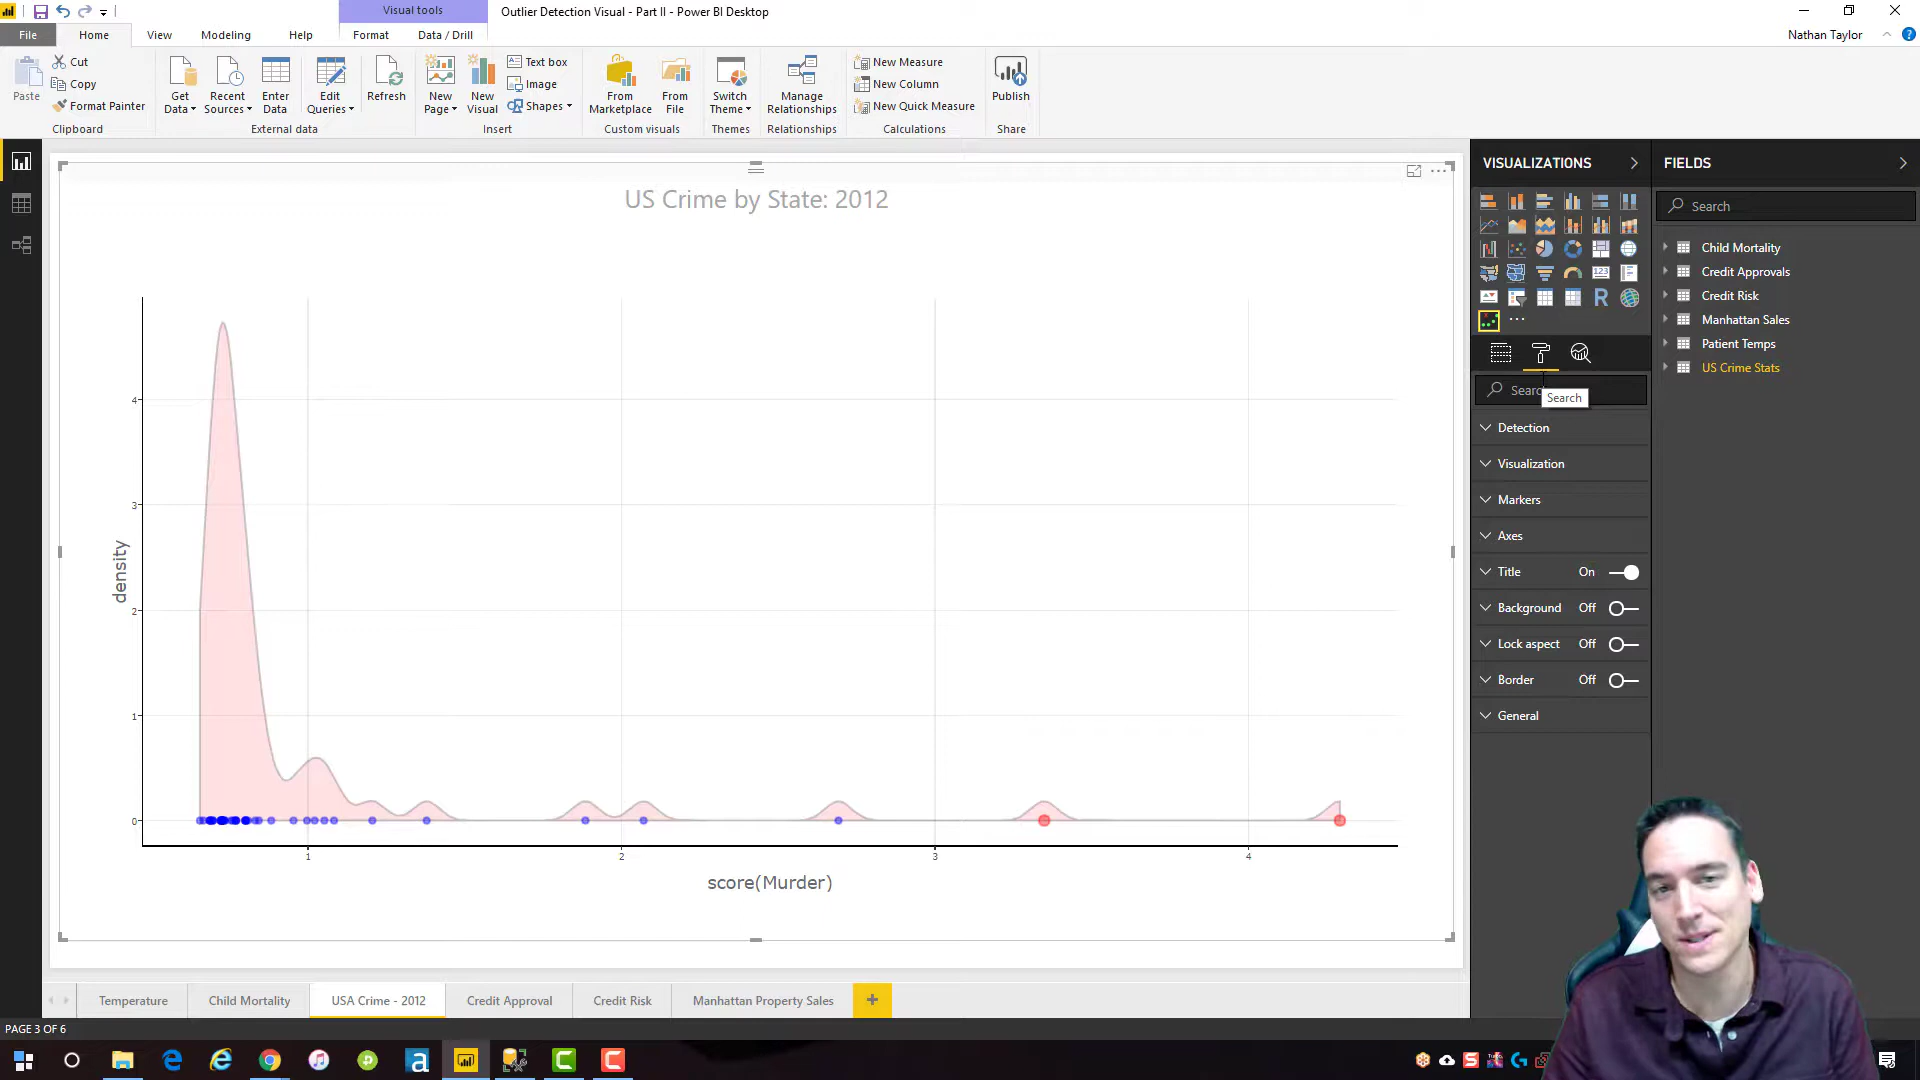 Visual tools
Outlier Detection Visual - Part II - Power BI Desktop
File
Home
View
Modeling
Help
Format
Data / Drill
Nathan Taylor
?
Paste
Cut
Copy
Format Painter
Clipboard
Get Data
Recent Sources
Enter Data
Edit Queries
Refresh
External data
New Page
New Visual
Text box
Image
Shapes
Insert
From Marketplace
From File
Custom visuals
Switch Theme
Themes
Manage Relationships
Relationships
New Measure
New Column
New Quick Measure
Calculations
Publish
Share
US Crime by State: 2012
density
4
3
2
1
0
1
2
3
4
score(Murder)
VISUALIZATIONS
123
R
Search
Detection
Visualization
Markers
Axes
Title On
Background Off
Lock aspect Off
Border Off
General
FIELDS
Search
Child Mortality
Credit Approvals
Credit Risk
Manhattan Sales
Patient Temps
US Crime Stats
Temperature
Child Mortality
USA Crime - 2012
Credit Approval
Credit Risk
Manhattan Property Sales
+
PAGE 3 OF 6